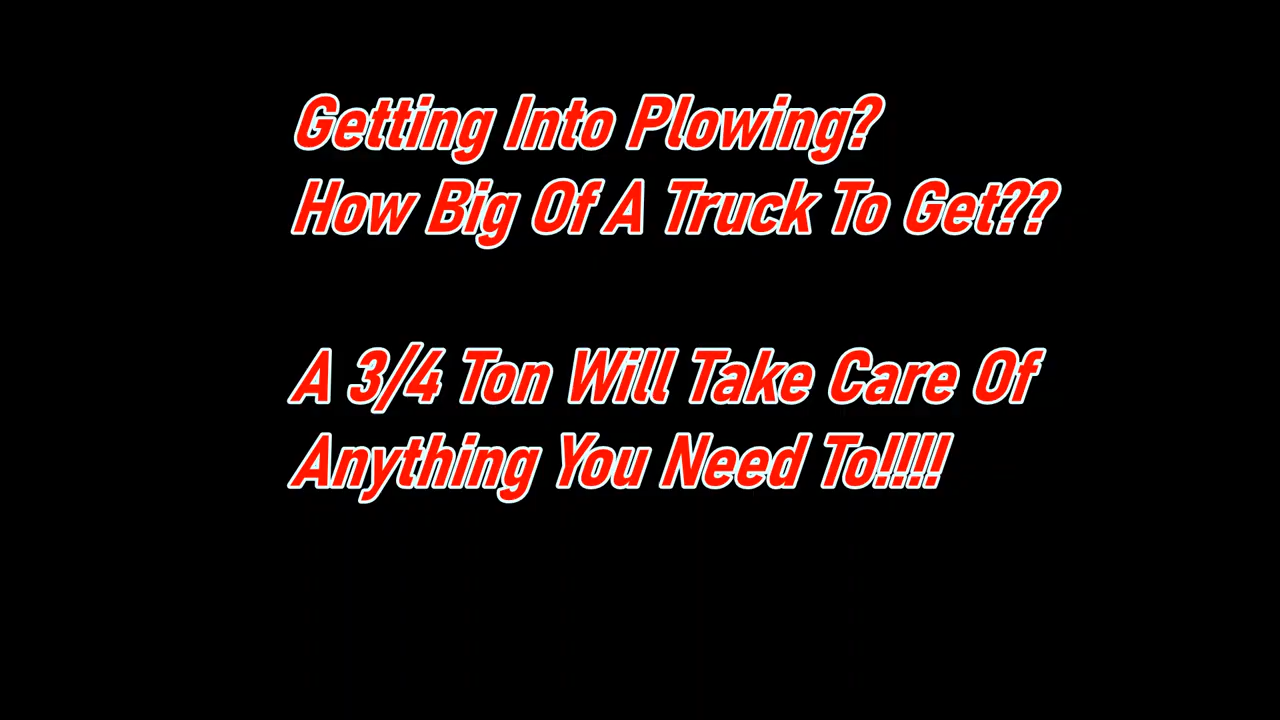 Getting Into Plowing?
How Big Of A Truck To Get??
A 3/4 Ton Will Take Care Of
Anything You Need To!!!!